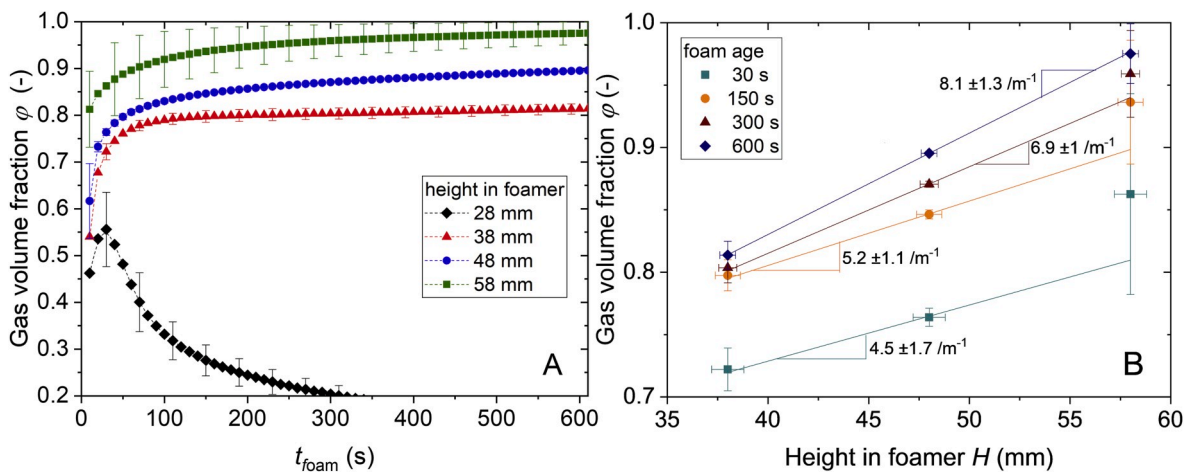 1.0
0.9
0.8
0.7
0.6
0.5
0.4
0.3
0.2
Gas volume fraction φ (-)
height in foamer
28 mm
38 mm
48 mm
58 mm
A
0 100 200 300 400 500 600
t_foam (s)
1.0
0.9
0.8
0.7
Gas volume fraction φ (-)
foam age
30 s
150 s
300 s
600 s
8.1 ±1.3 /m⁻¹
6.9 ±1 /m⁻¹
5.2 ±1.1 /m⁻¹
4.5 ±1.7 /m⁻¹
B
35 40 45 50 55 60
Height in foamer H (mm)